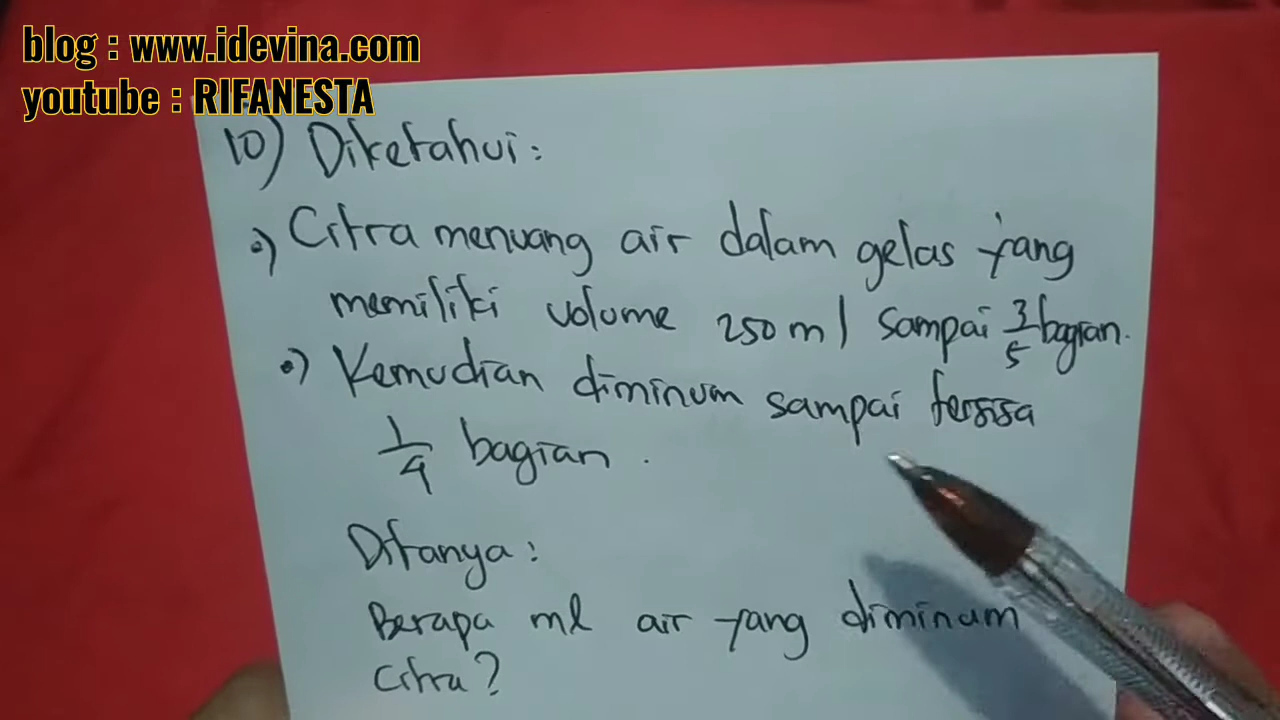 blog : www.idevina.com
youtube : RIFANESTA
10) Diketahui:
•) Citra menuang air dalam gelas yang
memiliki volume 250 ml sampai 3/5 bagian.
•) Kemudian diminum sampai tersisa
1/4 bagian.
Ditanya:
Berapa ml air yang diminum
Citra?